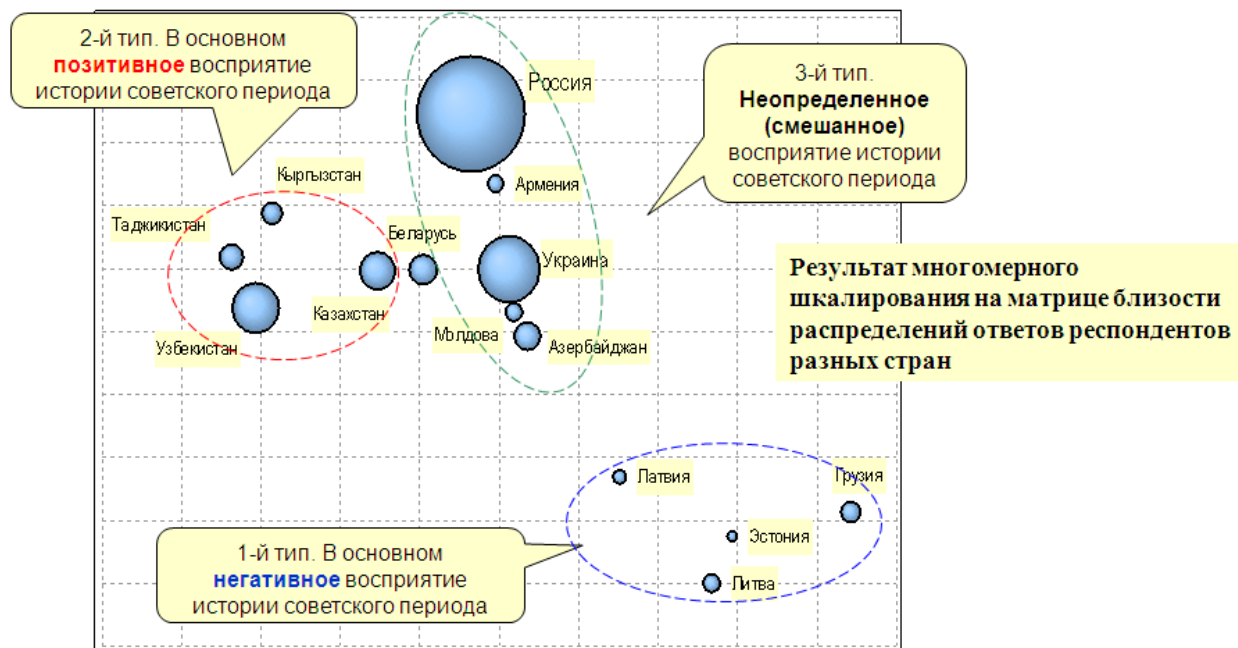 2-й тип. В основном
позитивное восприятие
истории советского периода
Россия
3-й тип.
Неопределенное
(смешанное)
восприятие истории
советского периода
Кыргызстан
Армения
Таджикистан
Беларусь
Украина
Казахстан
Узбекистан
Молдова
Азербайджан
Результат многомерного
шкалирования на матрице близости
распределений ответов респондентов
разных стран
Латвия
Грузия
Эстония
Литва
1-й тип. В основном
негативное восприятие
истории советского периода